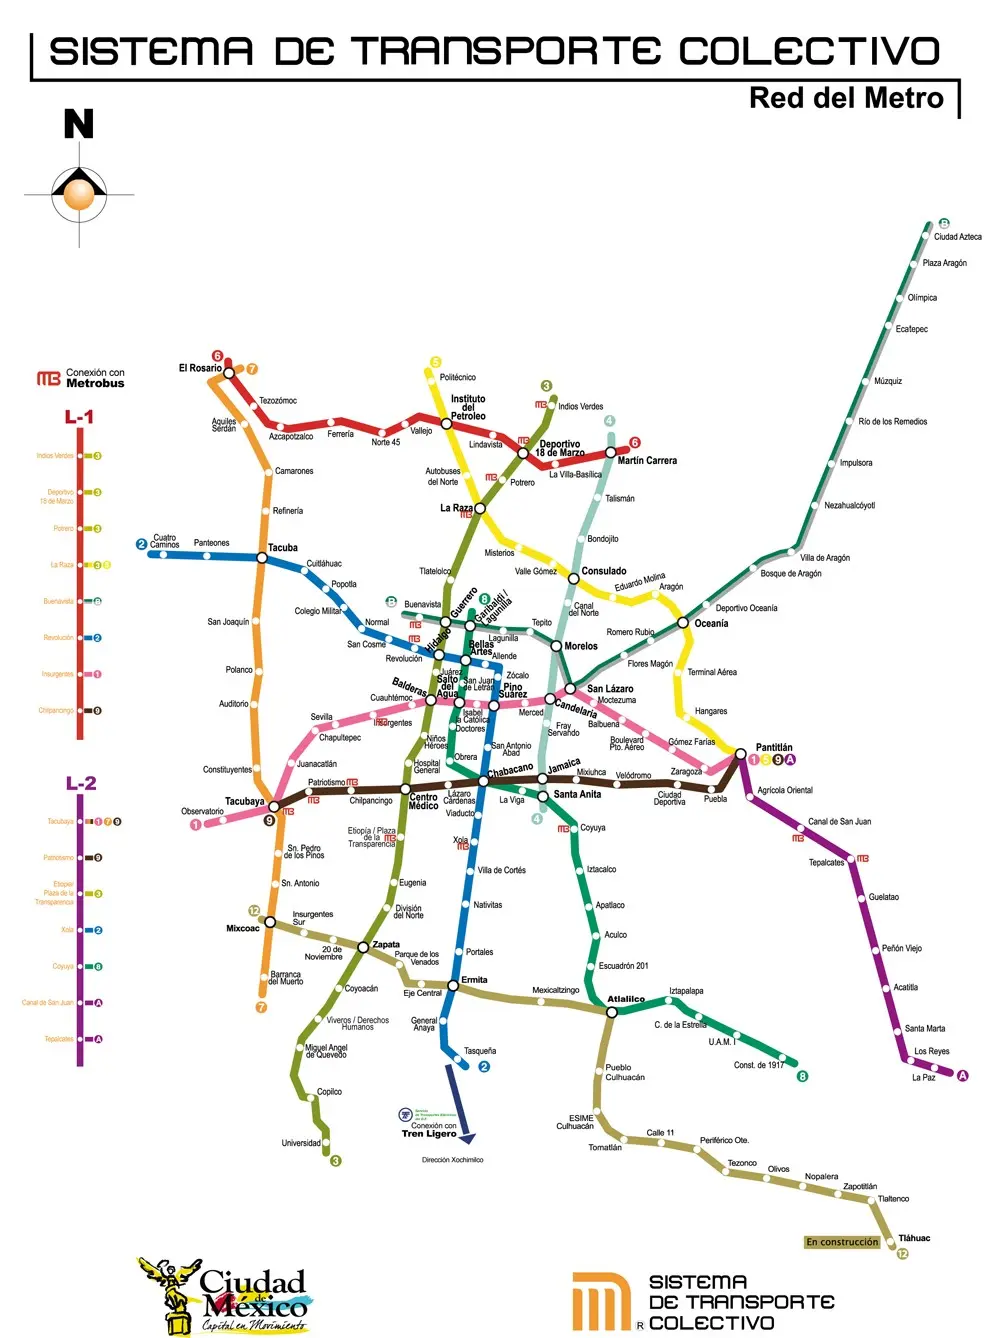 SISTEMA DE TRANSPORTE COLECTIVO
Red del Metro
N
Conexión con
Metrobus
L-1
Indios Verdes 3
Deportivo
18 de Marzo 3
Potrero 3
La Raza 3 5
Buenavista B
Revolución 2
Insurgentes 1
Chilpancingo 9
L-2
Tacubaya 1 7 9
Patriotismo 9
Etiopía/
Plaza de la
Transparencia 3
Xola 2
Coyuya 8
Canal de San Juan A
Tepalcates A
B
Ciudad Azteca
Plaza Aragón
Olímpica
Ecatepec
Múzquiz
Río de los Remedios
Impulsora
Nezahualcóyotl
Villa de Aragón
Bosque de Aragón
Deportivo Oceanía
Oceanía
Romero Rubio
Flores Magón
San Lázaro
Morelos
Tepito
Lagunilla
Garibaldi /
Lagunilla
Guerrero
Buenavista
B
6
El Rosario
7
Tezozómoc
Azcapotzalco
Ferrería
Norte 45
Vallejo
Instituto
del
Petroleo
Lindavista
Deportivo
18 de Marzo
La Villa-Basílica
Martín Carrera
6
5
Politécnico
Autobuses
del Norte
La Raza
Misterios
Valle Gómez
Consulado
Eduardo Molina
Aragón
Terminal Aérea
Hangares
Pantitlán
1 5 9 A
3
Indios Verdes
Potrero
Tlatelolco
Hidalgo
Juárez
Balderas
Niños
Héroes
Hospital
General
Centro
Médico
Etiopía / Plaza
de la
Transparencia
Eugenia
División
del Norte
Zapata
Coyoacán
Viveros / Derechos
Humanos
Miguel Angel
de Quevedo
Copilco
Universidad
3
4
Talismán
Bondojito
Canal
del Norte
Candelaria
Fray
Servando
Jamaica
Santa Anita
4
Aquiles
Serdán
Camarones
Refinería
Tacuba
San Joaquín
Polanco
Auditorio
Constituyentes
Tacubaya
Sn. Pedro
de los Pinos
Sn. Antonio
Mixcoac
Barranca
del Muerto
7
2
Cuatro
Caminos
Panteones
Cuitláhuac
Popotla
Colegio Militar
Normal
San Cosme
Revolución
Bellas
Artes
Allende
Zócalo
Pino
Suárez
San Antonio
Abad
Chabacano
Viaducto
Xola
Villa de Cortés
Nativitas
Portales
Ermita
General
Anaya
Tasqueña
2
8
San Juan
de Letrán
Salto
del
Agua
Doctores
Obrera
La Viga
Coyuya
Iztacalco
Apatlaco
Aculco
Escuadrón 201
Atlalilco
Iztapalapa
C. de la Estrella
U.A.M. I
Const. de 1917
8
1
Observatorio
Juanacatlán
Chapultepec
Sevilla
Insurgentes
Cuauhtémoc
Isabel
la Católica
Merced
Moctezuma
Balbuena
Boulevard
Pto. Aéreo
Gómez Farías
Zaragoza
9
Patriotismo
Chilpancingo
Lázaro
Cárdenas
Mixiuhca
Velódromo
Ciudad
Deportiva
Puebla
Agrícola Oriental
Canal de San Juan
Tepalcates
Guelatao
Peñón Viejo
Acatitla
Santa Marta
Los Reyes
La Paz
A
12
Insurgentes
Sur
20 de
Noviembre
Parque de los
Venados
Eje Central
Mexicaltzingo
Pueblo
Culhuacán
ESIME
Culhuacán
Tomatlán
Calle 11
Periférico Ote.
Tezonco
Olivos
Nopalera
Zapotitlán
Tlaltenco
Tláhuac
12
En construcción
Conexión con
Tren Ligero
Dirección Xochimilco
Ciudad
de
México
Capital en Movimiento
SISTEMA
DE TRANSPORTE
COLECTIVO
R